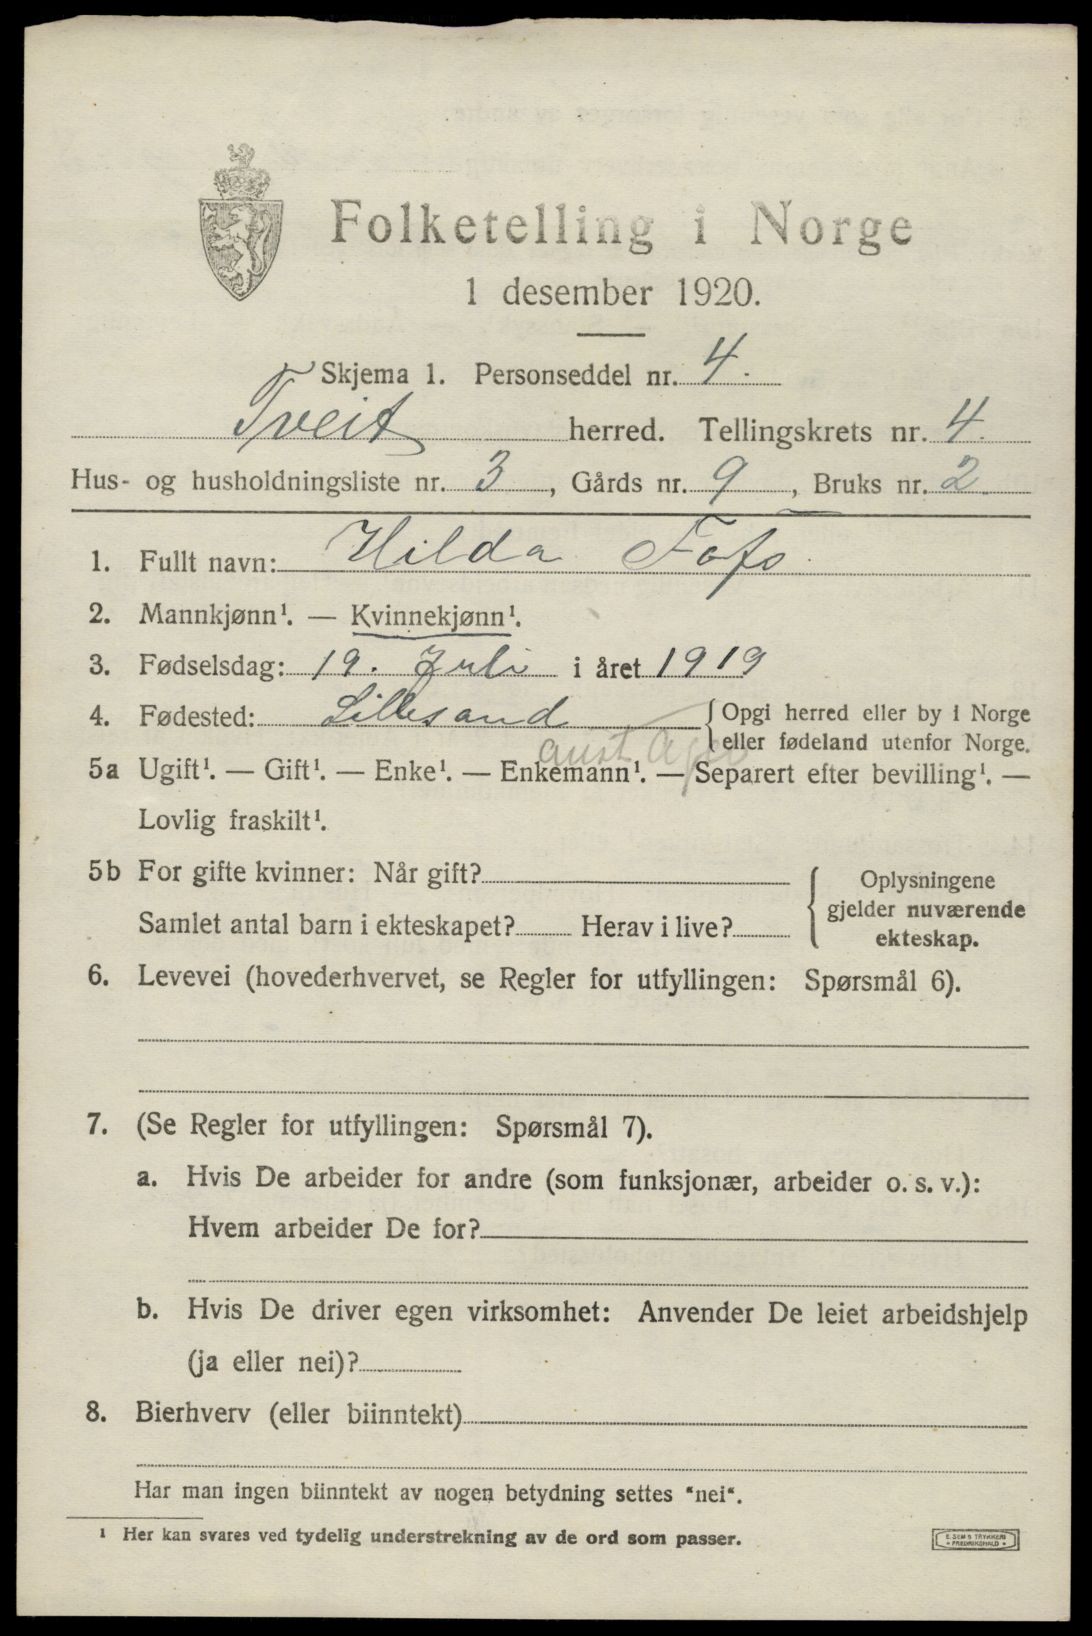 Folketelling i Norge
1 desember 1920.
Skjema 1. Personseddel nr. 4.
Tveit herred. Tellingskrets nr. 4.
Hus- og husholdningsliste nr. 3, Gårds nr. 9, Bruks nr. 2.
1. Fullt navn: Hilda
2. Mannkjønn¹. — Kvinnekjønn¹.
3. Fødselsdag: 19. Juli i året 1919
4. Fødested: Lillesand {Opgi herred eller by i Norge
aust Agder eller fødeland utenfor Norge.
5a Ugift¹. — Gift¹. — Enke¹. — Enkemann¹. — Separert efter bevilling¹. —
Lovlig fraskilt¹.
5b For gifte kvinner: Når gift? { Oplysningene
gjelder nuværende
Samlet antal barn i ekteskapet? Herav i live?
ekteskap.
6. Levevei (hovederhvervet, se Regler for utfyllingen: Spørsmål 6).
7. (Se Regler for utfyllingen: Spørsmål 7).
a. Hvis De arbeider for andre (som funksjonær, arbeider o. s. v.):
Hvem arbeider De for?
b. Hvis De driver egen virksomhet: Anvender De leiet arbeidshjelp
(ja eller nei)?
8. Bierhverv (eller biinntekt)
Har man ingen biinntekt av nogen betydning settes "nei".
¹ Her kan svares ved tydelig understrekning av de ord som passer.
E. SEM'S TRYKKERI
• FREDRIKSHALD •